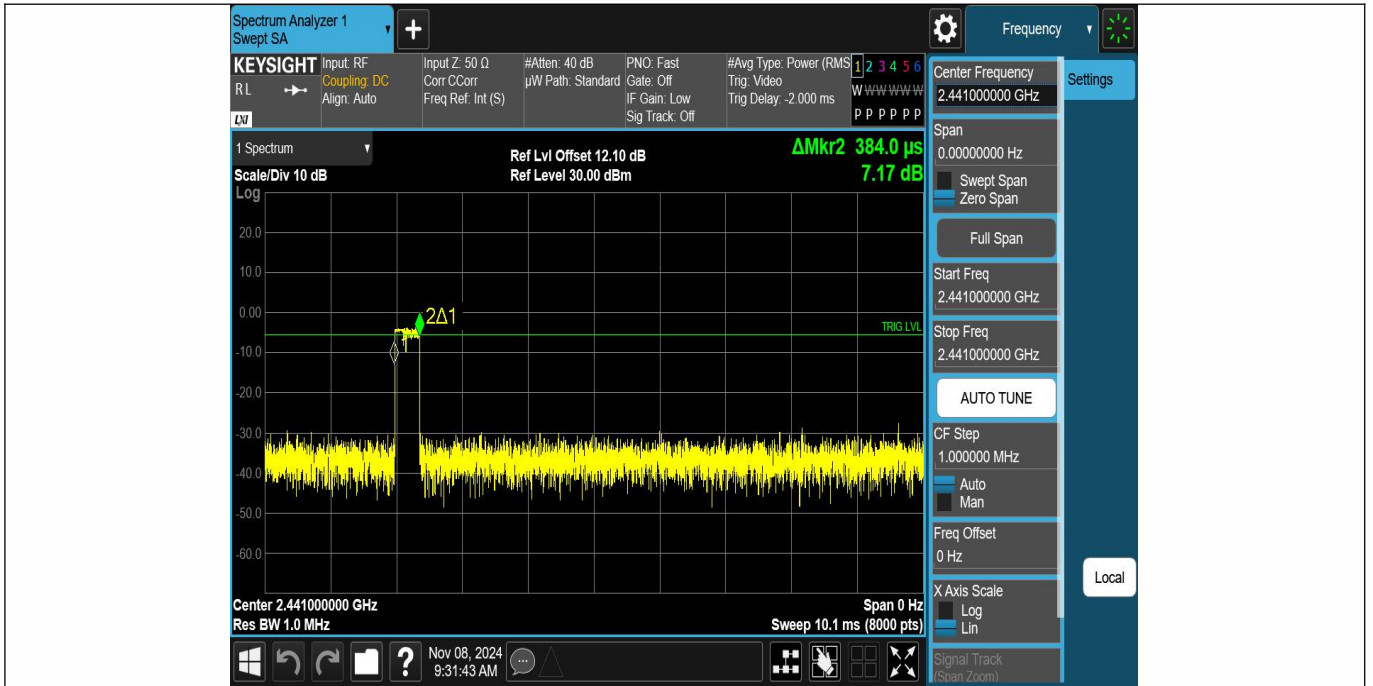 Spectrum Analyzer 1
Swept SA
+
Frequency
KEYSIGHT
R L
LXI
Input: RF
Coupling: DC
Align: Auto
Input Z: 50 Ω
Corr CCorr
Freq Ref: Int (S)
#Atten: 40 dB
µW Path: Standard
PNO: Fast
Gate: Off
IF Gain: Low
Sig Track: Off
#Avg Type: Power (RMS
Trig: Video
Trig Delay: -2.000 ms
1 2 3 4 5 6
W W W W W W
P P P P P P
Center Frequency
2.441000000 GHz
Settings
Span
0.00000000 Hz
Swept Span
Zero Span
Full Span
Start Freq
2.441000000 GHz
Stop Freq
2.441000000 GHz
AUTO TUNE
CF Step
1.000000 MHz
Auto
Man
Freq Offset
0 Hz
X Axis Scale
Log
Lin
Signal Track
(Span Zoom)
Local
1 Spectrum
Scale/Div 10 dB
Ref Lvl Offset 12.10 dB
Ref Level 30.00 dBm
ΔMkr2 384.0 µs
7.17 dB
Log
20.0
10.0
0.00
-10.0
-20.0
-30.0
-40.0
-50.0
-60.0
2Δ1
TRIG LVL
Center 2.441000000 GHz
Res BW 1.0 MHz
Span 0 Hz
Sweep 10.1 ms (8000 pts)
?
Nov 08, 2024
9:31:43 AM